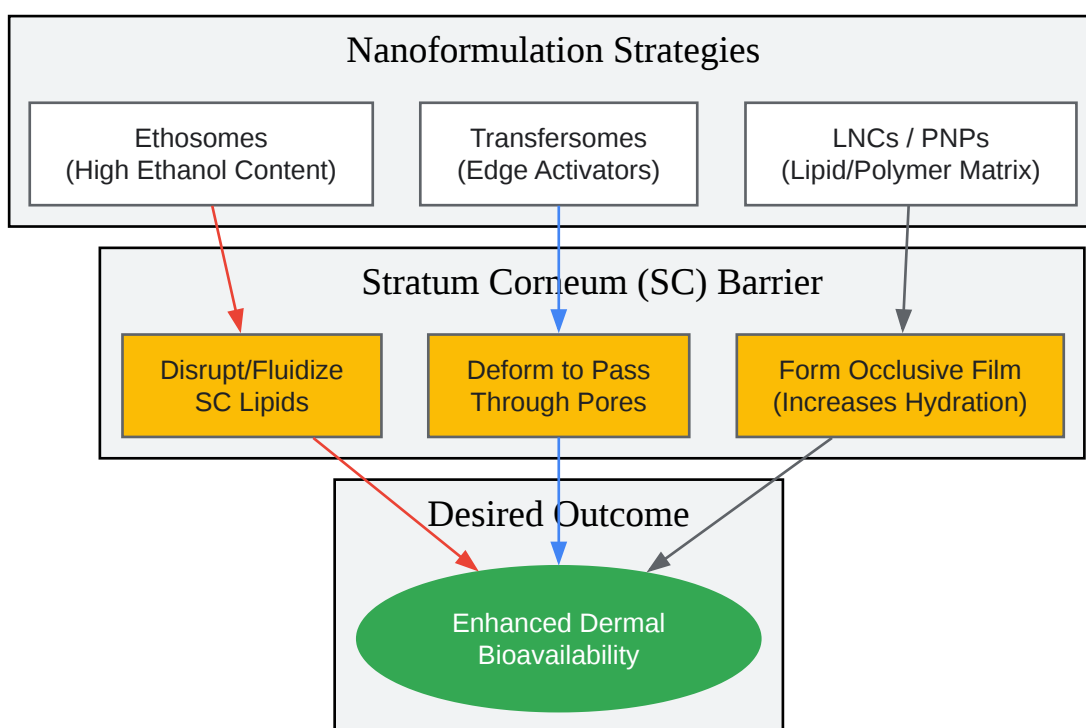 Nanoformulation Strategies
Ethosomes
(High Ethanol Content)
Transfersomes
(Edge Activators)
LNCs / PNPs
(Lipid/Polymer Matrix)
Stratum Corneum (SC) Barrier
Disrupt/Fluidize
SC Lipids
Deform to Pass
Through Pores
Form Occlusive Film
(Increases Hydration)
Desired Outcome
Enhanced Dermal
Bioavailability